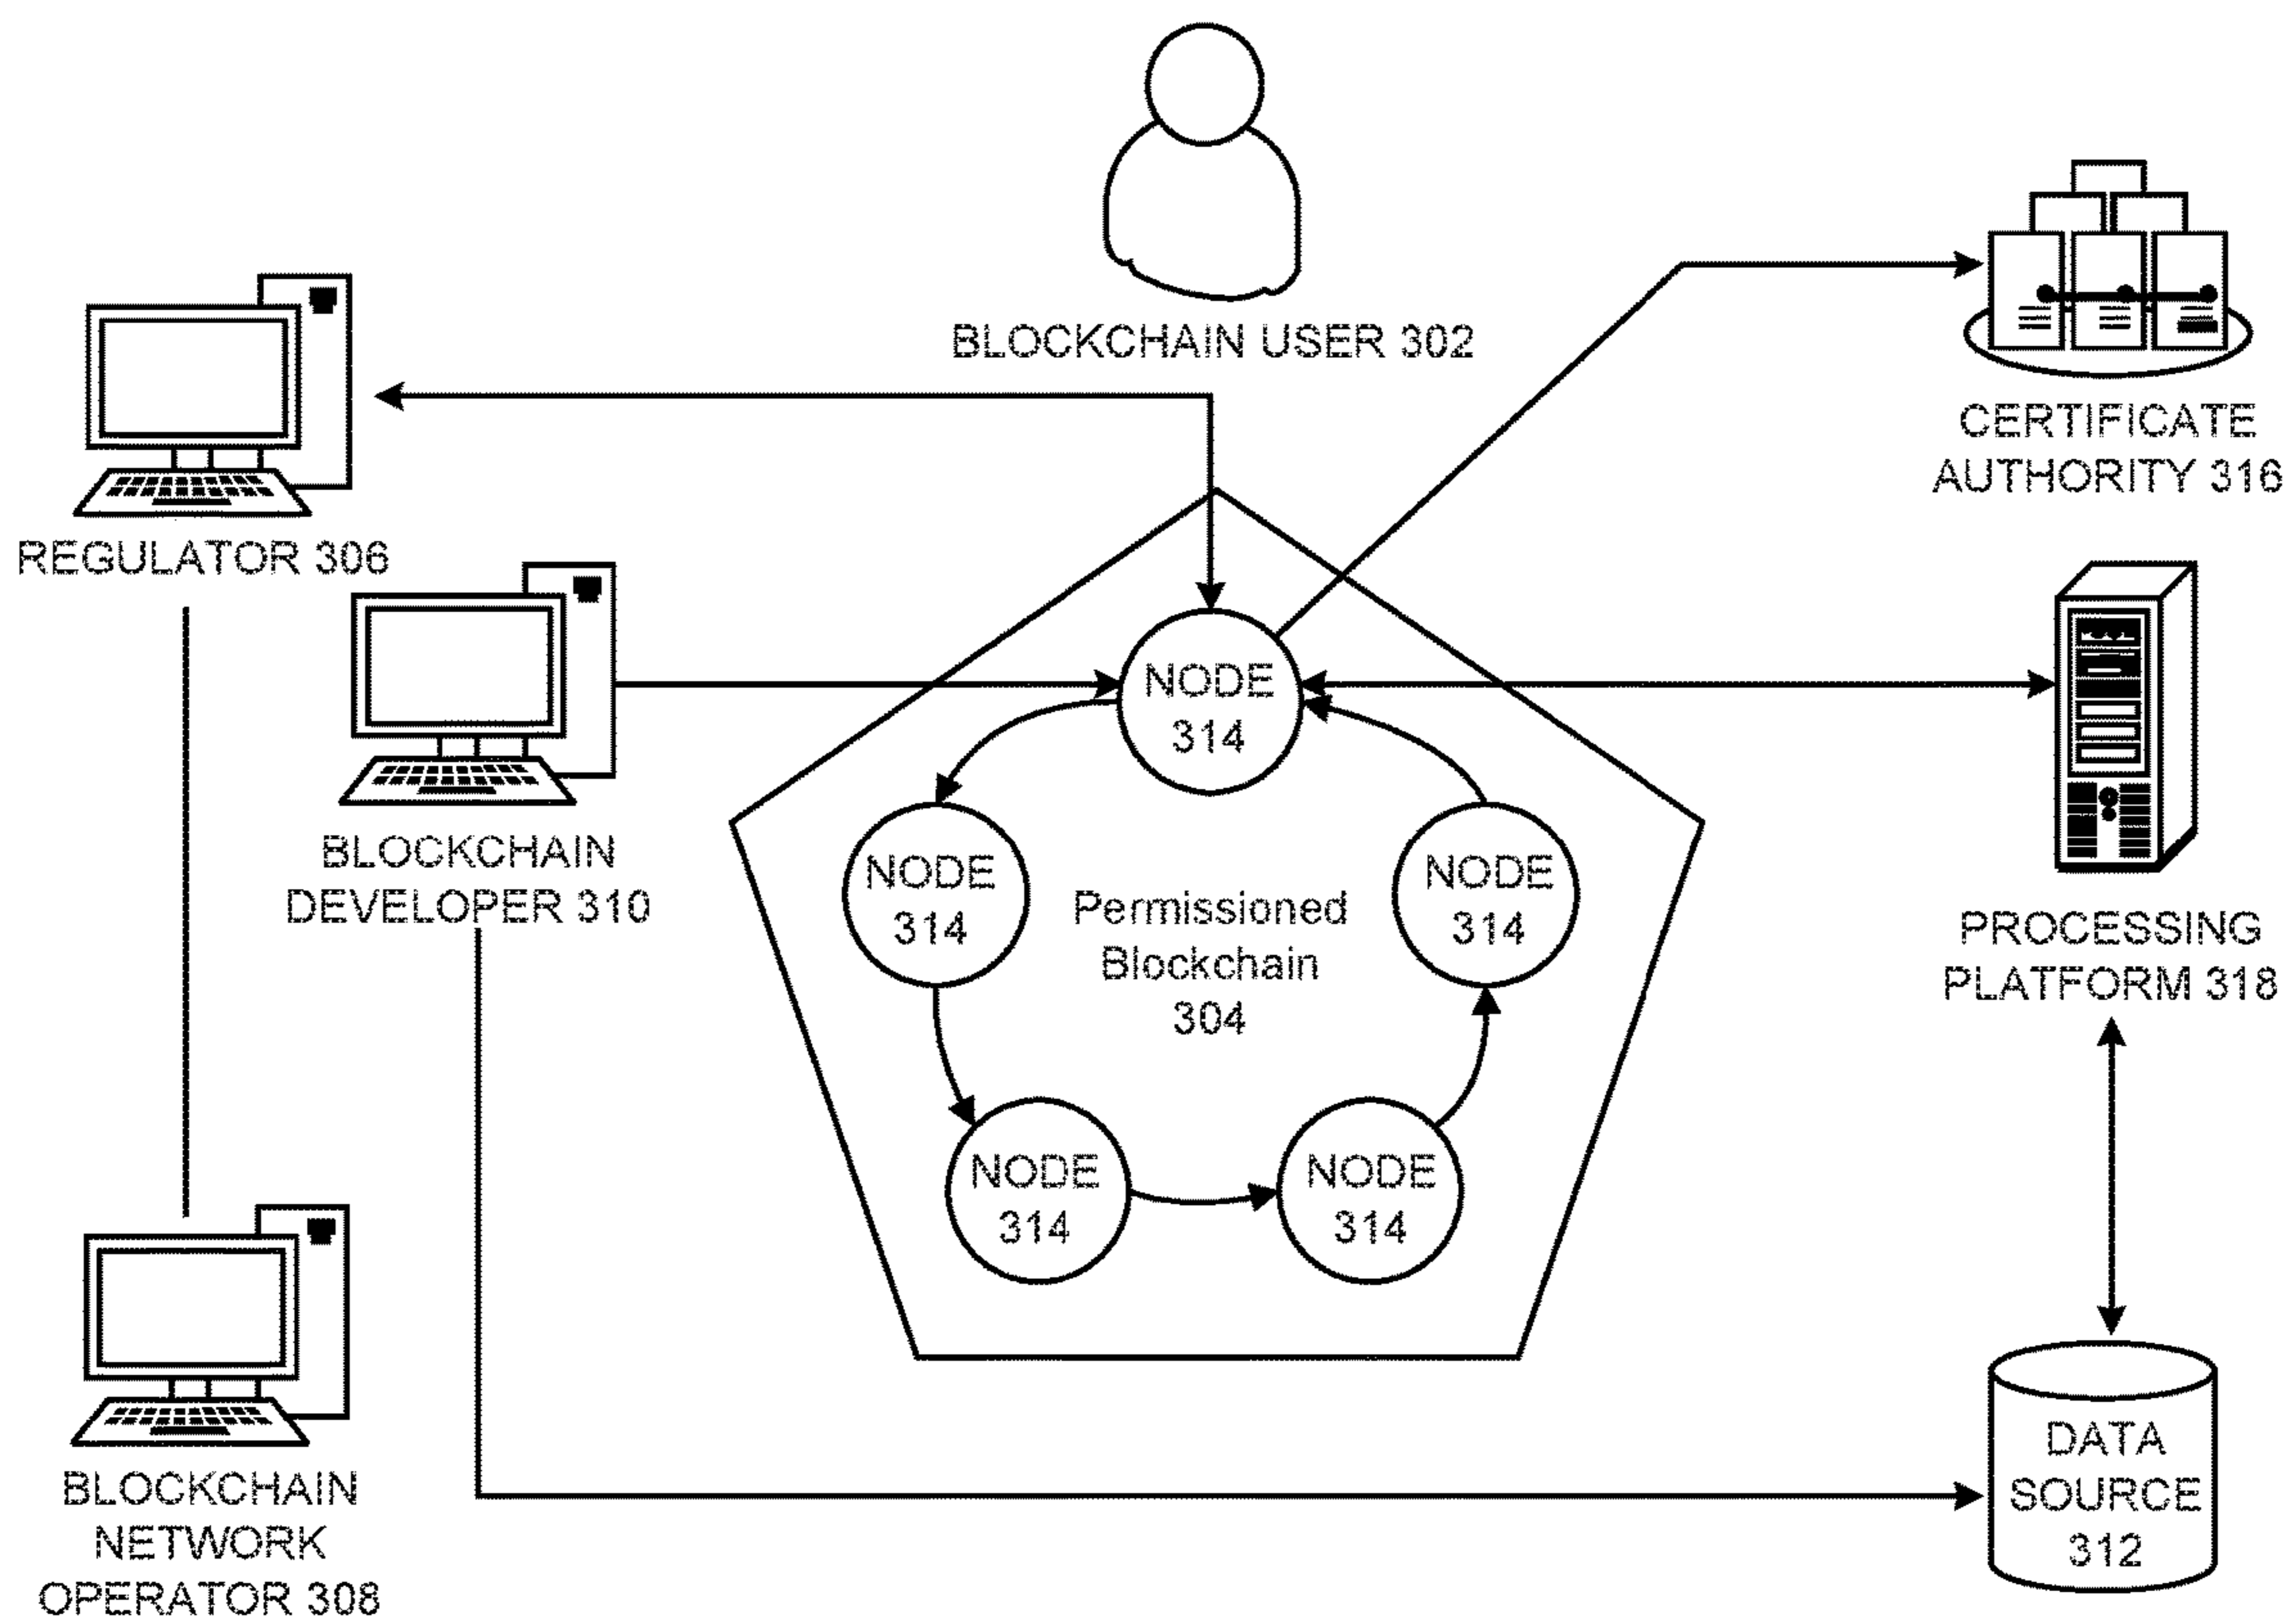 BLOCKCHAIN USER 302
CERTIFICATE
AUTHORITY 316
REGULATOR 306
NODE
314
BLOCKCHAIN
DEVELOPER 310
NODE
314
Permissioned
Blockchain
304
NODE
314
PROCESSING
PLATFORM 318
NODE
314
NODE
314
BLOCKCHAIN
NETWORK
OPERATOR 308
DATA
SOURCE
312